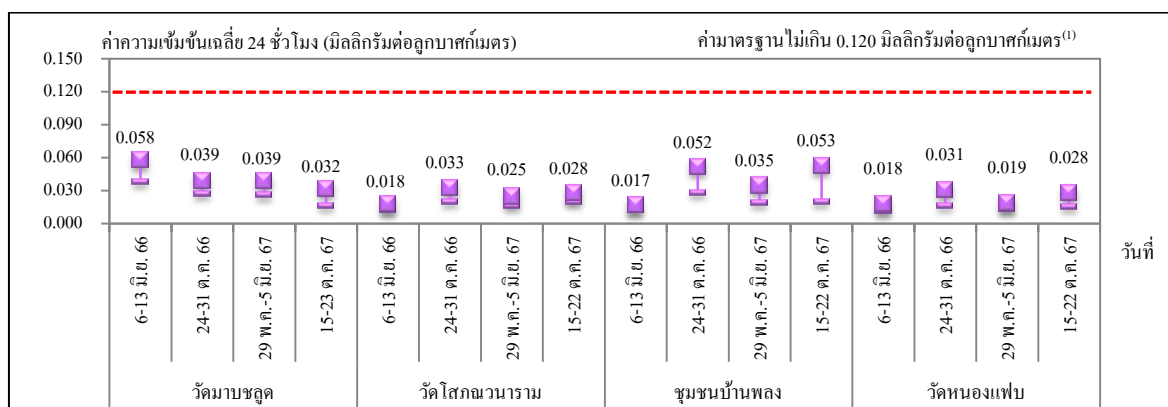 ค่าความเข้มข้นเฉลี่ย 24 ชั่วโมง (มิลลิกรัมต่อลูกบาศก์เมตร) ค่ามาตรฐานไม่เกิน 0.120 มิลลิกรัมต่อลูกบาศก์เมตร(1)
0.150
0.120
0.090
0.060
0.030
0.000
0.058 0.039 0.039 0.032 0.018 0.033 0.025 0.028 0.017 0.052 0.035 0.053 0.018 0.031 0.019 0.028
6-13 มิ.ย. 66
24-31 ต.ค. 66
29 พ.ค.-5 มิ.ย. 67
15-23 ต.ค. 67
6-13 มิ.ย. 66
24-31 ต.ค. 66
29 พ.ค.-5 มิ.ย. 67
15-22 ต.ค. 67
6-13 มิ.ย. 66
24-31 ต.ค. 66
29 พ.ค.-5 มิ.ย. 67
15-22 ต.ค. 67
6-13 มิ.ย. 66
24-31 ต.ค. 66
29 พ.ค.-5 มิ.ย. 67
15-22 ต.ค. 67
วันที่
วัดมาบชลูด วัดโสภณวนาราม ชุมชนบ้านพลง วัดหนองแฟบ